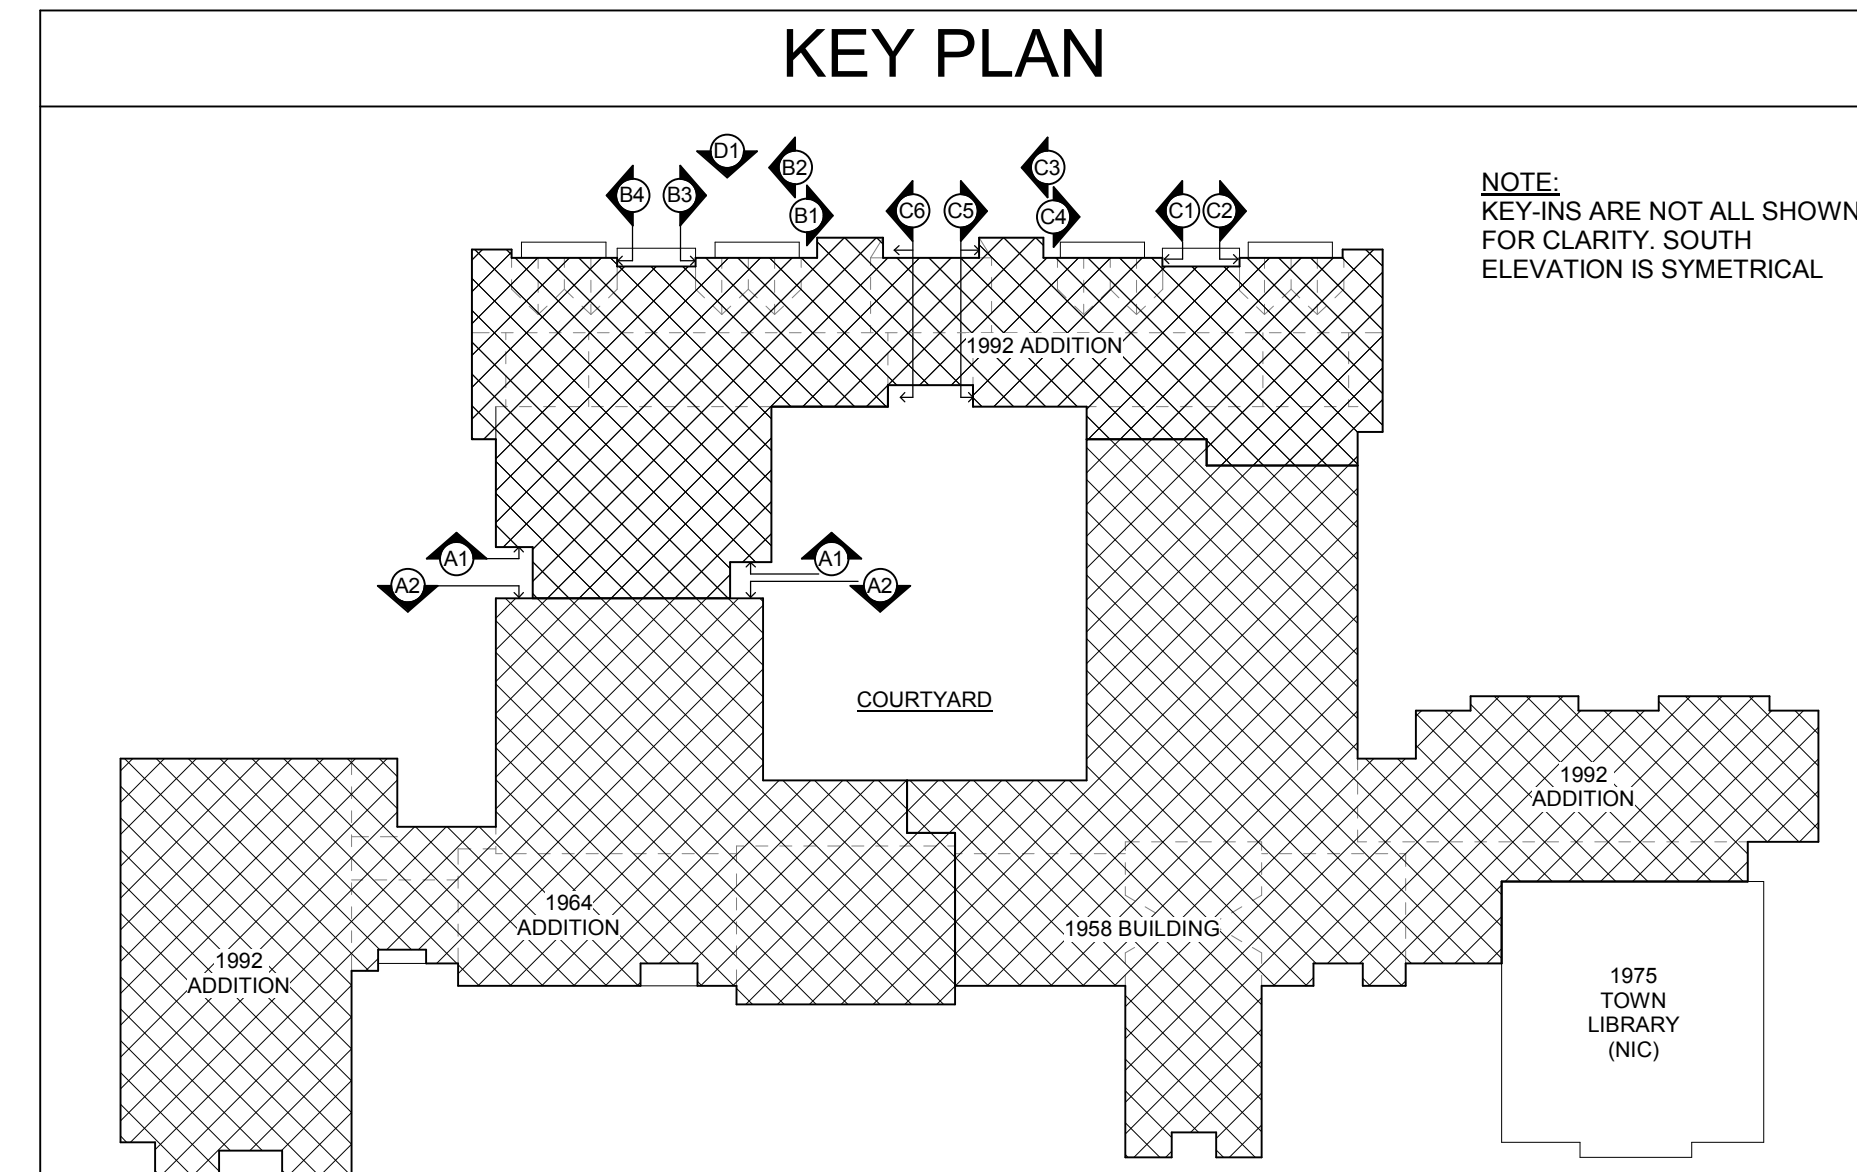 KEY PLAN
D1
B2
C3
B4
B3
B1
C6
C5
C4
C1
C2
NOTE:
KEY-INS ARE NOT ALL SHOWN
FOR CLARITY. SOUTH
ELEVATION IS SYMETRICAL
1992 ADDITION
A1
A1
A2
A2
COURTYARD
1992
ADDITION
1964
ADDITION
1958 BUILDING
1992
ADDITION
1975
TOWN
LIBRARY
(NIC)